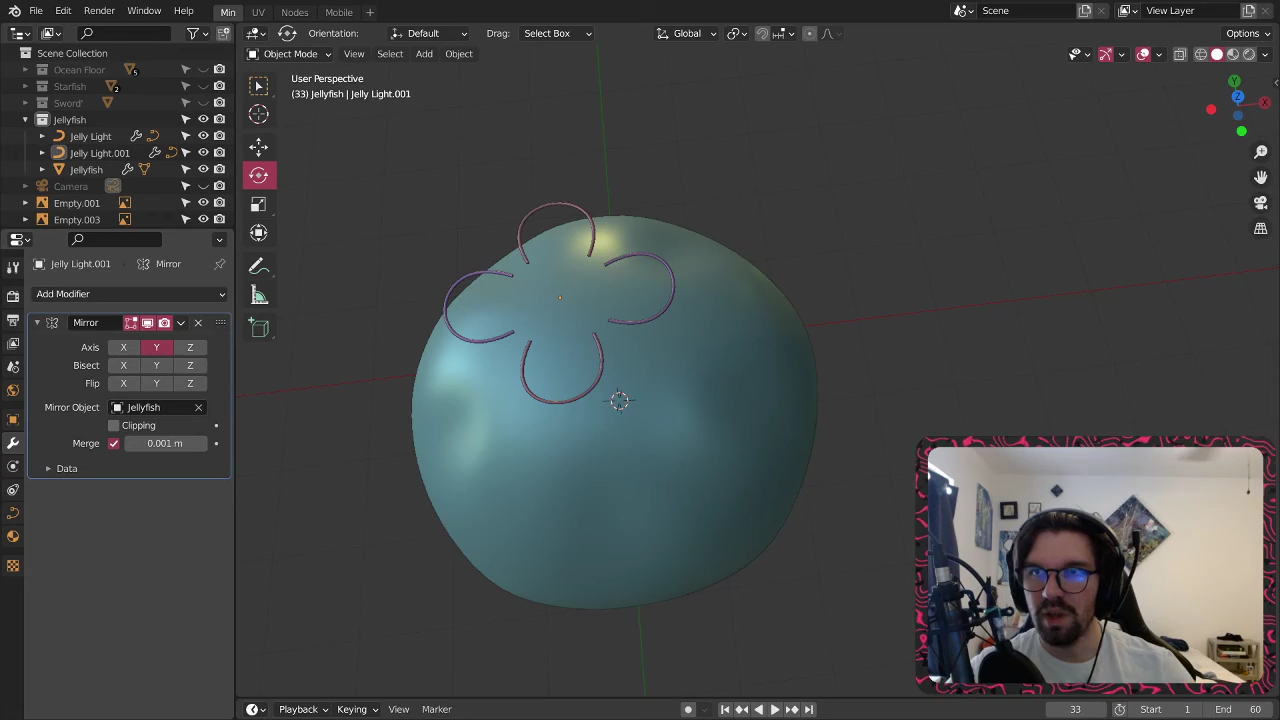 File Edit Render Window Help Min UV Nodes Mobile + Scene View Layer
Orientation: Default Drag: Select Box Global Options
Object Mode View Select Add Object
Scene Collection
Ocean Floor 5
Starfish 2
Sword'
Jellyfish
Jelly Light
Jelly Light.001
Jellyfish
Camera
Empty.001
Empty.003
User Perspective
(33) Jellyfish | Jelly Light.001
Y
Z
X
Jelly Light.001 Mirror
Add Modifier
Mirror
Axis X Y Z
Bisect X Y Z
Flip X Y Z
Mirror Object Jellyfish
Clipping
Merge 0.001 m
Data
Playback Keying View Marker 33 Start 1 End 60